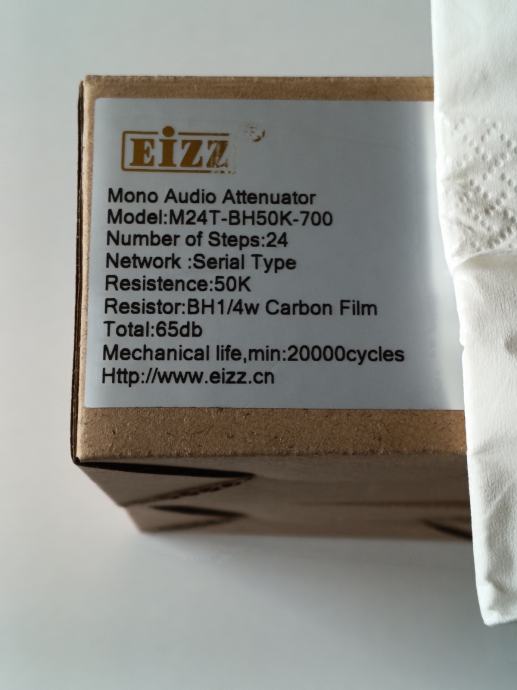 EiZZ
Mono Audio Attenuator
Model:M24T-BH50K-700
Number of Steps:24
Network :Serial Type
Resistence:50K
Resistor:BH1/4w Carbon Film
Total:65db
Mechanical life,min:20000cycles
Http://www.eizz.cn